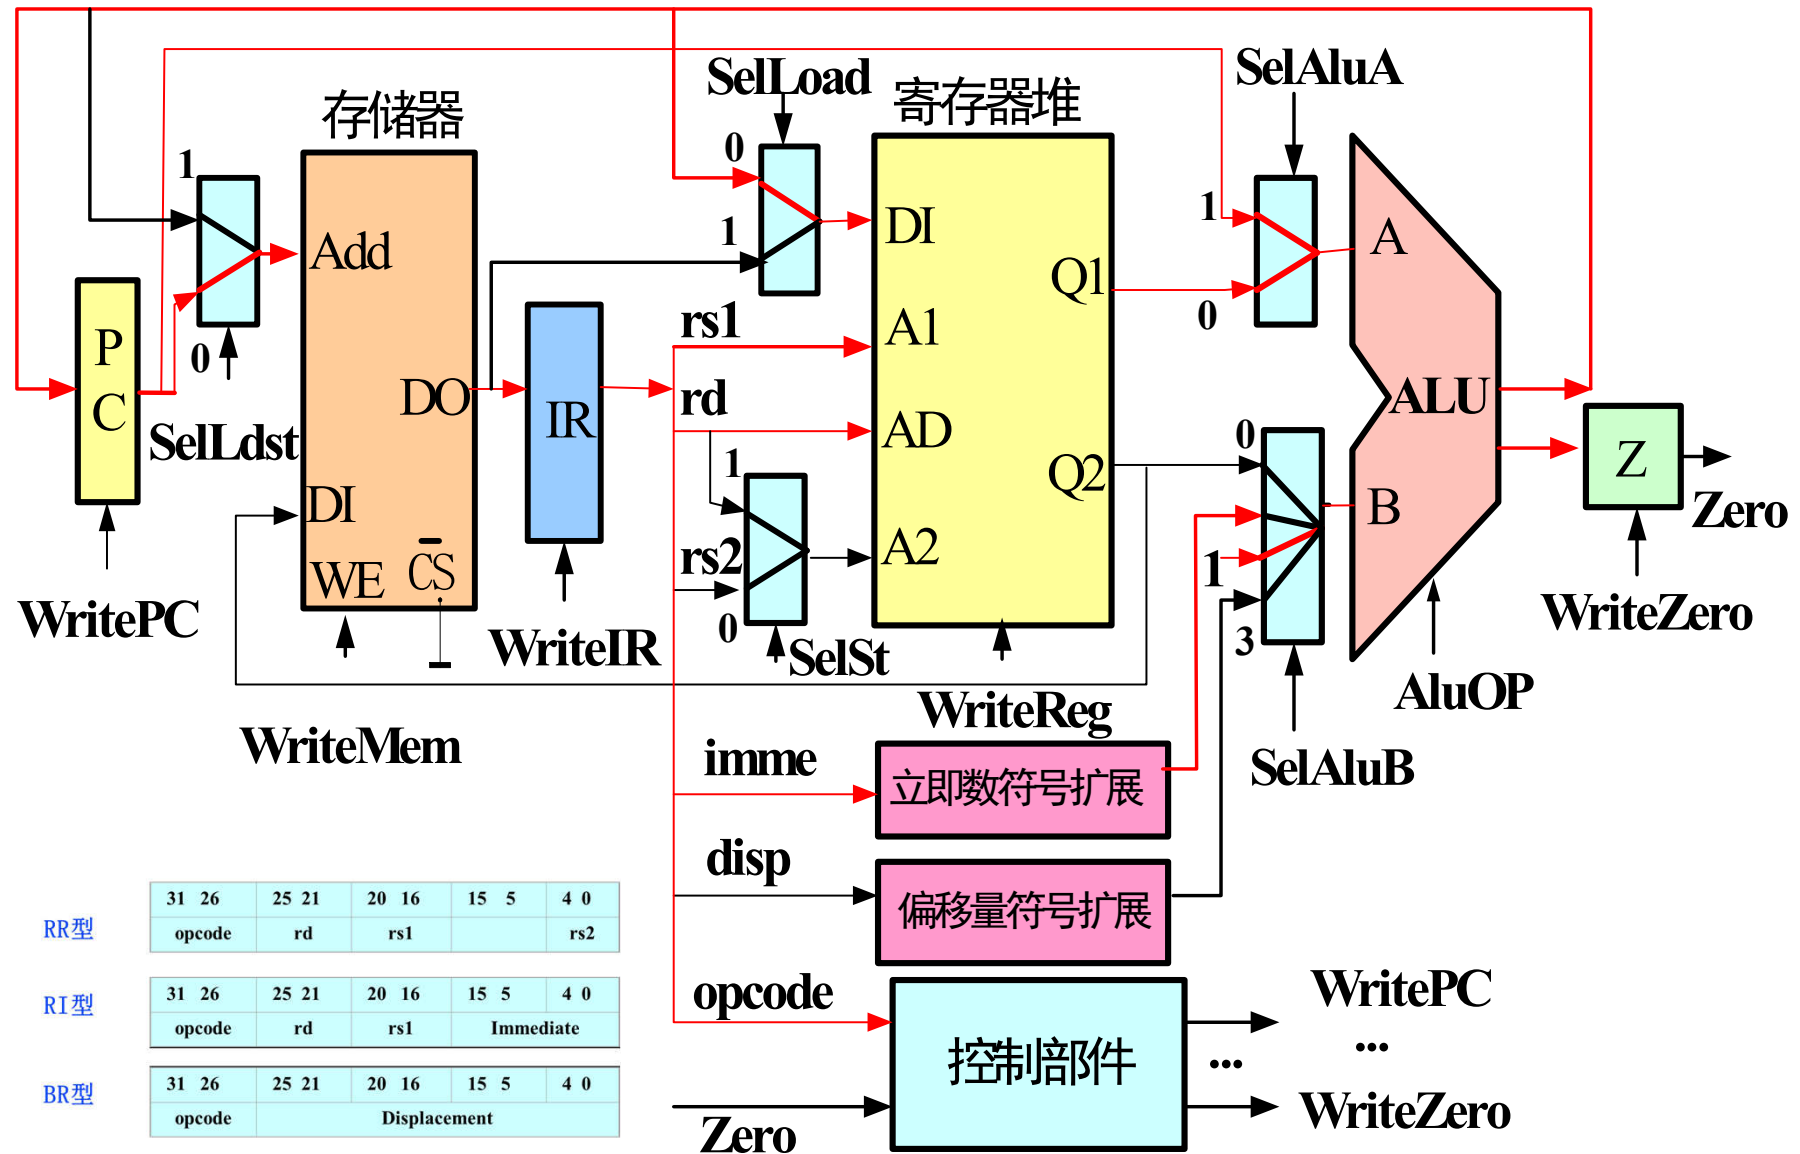 SelLoad
SelAluA
存储器
寄存器堆
0
1
1
DI
Add
A
1
Q1
0
rs1
A1
P
C
0
DO
IR
rd
AD
ALU
SelLdst
1
Q2
0
Z
DI
B
Zero
WE
CS
rs2
A2
1
WritePC
0
3
WriteIR
SelSt
WriteZero
WriteReg
AluOP
WriteMem
imme
立即数符号扩展
SelAluB
disp
偏移量符号扩展
31 26 25 21 20 16 15 5 4 0
RR型
opcode rd rs1 rs2
31 26 25 21 20 16 15 5 4 0
RI型
opcode rd rs1 Immediate
31 26 25 21 20 16 15 5 4 0
BR型
opcode Displacement
opcode
控制部件
WritePC
...
...
WriteZero
Zero